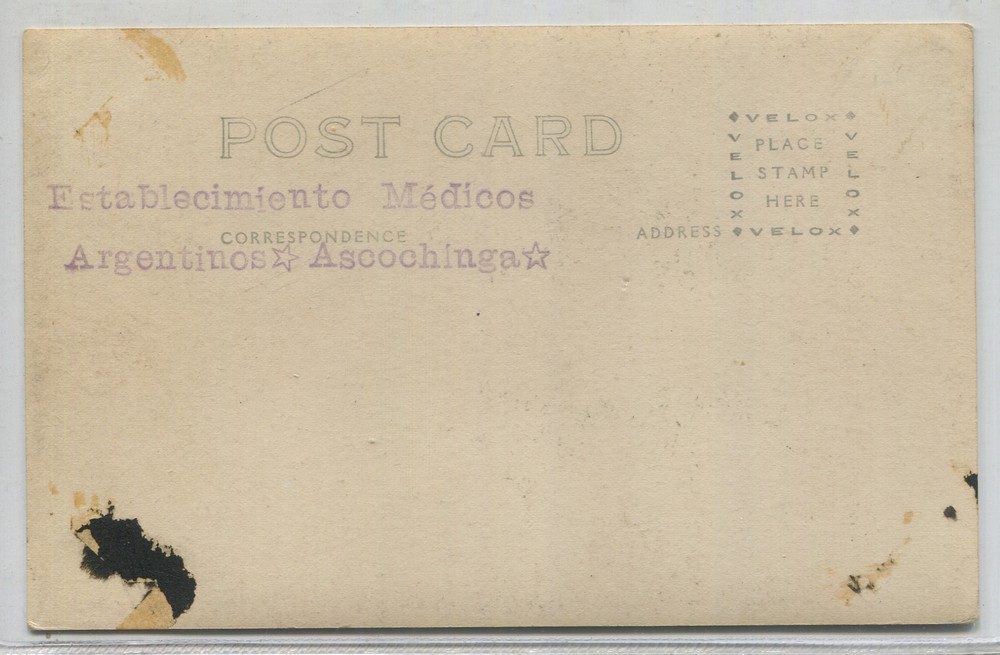 POST CARD
Establecimiento Médicos
CORRESPONDENCE
Argentinos☆ Ascochinga☆
ADDRESS
VELOX
VELOX
PLACE
STAMP
HERE
VELOX
VELOX